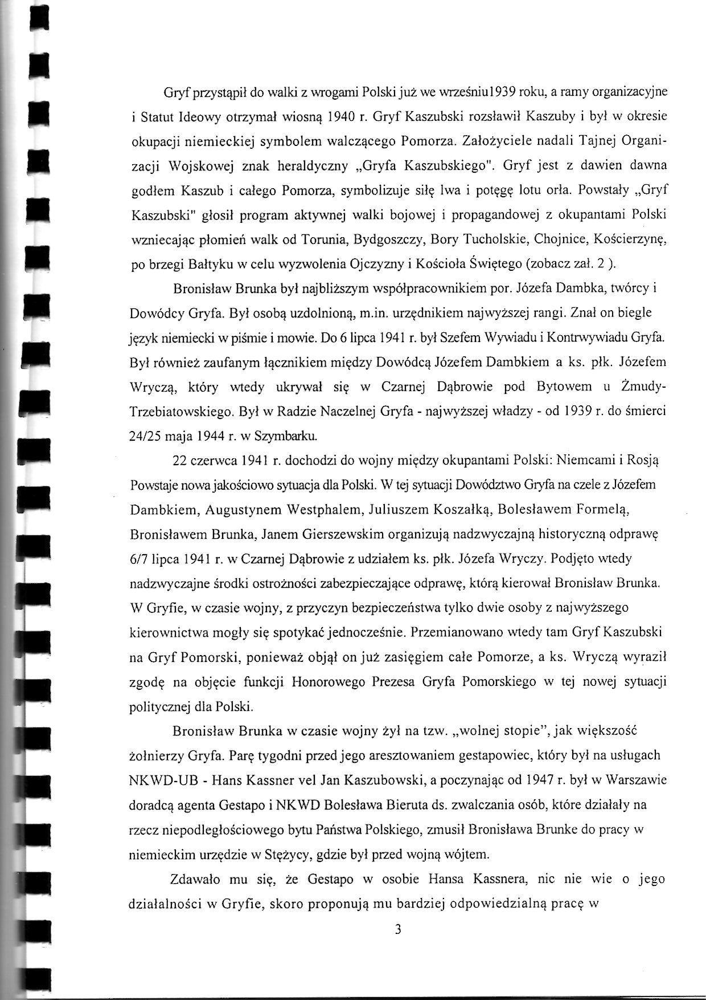 Gryf przystąpił do walki z wrogami Polski już we wrześniu1939 roku, a ramy organizacyjne
i Statut Ideowy otrzymał wiosną 1940 r. Gryf Kaszubski rozsławił Kaszuby i był w okresie
okupacji niemieckiej symbolem walczącego Pomorza. Założyciele nadali Tajnej Organi-
zacji Wojskowej znak heraldyczny „Gryfa Kaszubskiego". Gryf jest z dawien dawna
godłem Kaszub i całego Pomorza, symbolizuje siłę lwa i potęgę lotu orła. Powstały „Gryf
Kaszubski" głosił program aktywnej walki bojowej i propagandowej z okupantami Polski
wzniecając płomień walk od Torunia, Bydgoszczy, Bory Tucholskie, Chojnice, Kościerzynę,
po brzegi Bałtyku w celu wyzwolenia Ojczyzny i Kościoła Świętego (zobacz zał. 2 ).
Bronisław Brunka był najbliższym współpracownikiem por. Józefa Dambka, twórcy i
Dowódcy Gryfa. Był osobą uzdolnioną, m.in. urzędnikiem najwyższej rangi. Znał on biegle
język niemiecki w piśmie i mowie. Do 6 lipca 1941 r. był Szefem Wywiadu i Kontrwywiadu Gryfa.
Był również zaufanym łącznikiem między Dowódcą Józefem Dambkiem a ks. płk. Józefem
Wryczą, który wtedy ukrywał się w Czarnej Dąbrowie pod Bytowem u Żmudy-
Trzebiatowskiego. Był w Radzie Naczelnej Gryfa - najwyższej władzy - od 1939 r. do śmierci
24/25 maja 1944 r. w Szymbarku.
22 czerwca 1941 r. dochodzi do wojny między okupantami Polski: Niemcami i Rosją
Powstaje nowa jakościowo sytuacja dla Polski. W tej sytuacji Dowództwo Gryfa na czele z Józefem
Dambkiem, Augustynem Westphalem, Juliuszem Koszałką, Bolesławem Formelą,
Bronisławem Brunka, Janem Gierszewskim organizują nadzwyczajną historyczną odprawę
6/7 lipca 1941 r. w Czarnej Dąbrowie z udziałem ks. płk. Józefa Wryczy. Podjęto wtedy
nadzwyczajne środki ostrożności zabezpieczające odprawę, którą kierował Bronisław Brunka.
W Gryfie, w czasie wojny, z przyczyn bezpieczeństwa tylko dwie osoby z najwyższego
kierownictwa mogły się spotykać jednocześnie. Przemianowano wtedy tam Gryf Kaszubski
na Gryf Pomorski, ponieważ objął on już zasięgiem całe Pomorze, a ks. Wryczą wyraził
zgodę na objęcie funkcji Honorowego Prezesa Gryfa Pomorskiego w tej nowej sytuacji
politycznej dla Polski.
Bronisław Brunka w czasie wojny żył na tzw. „wolnej stopie”, jak większość
żołnierzy Gryfa. Parę tygodni przed jego aresztowaniem gestapowiec, który był na usługach
NKWD-UB - Hans Kassner vel Jan Kaszubowski, a poczynając od 1947 r. był w Warszawie
doradcą agenta Gestapo i NKWD Bolesława Bieruta ds. zwalczania osób, które działały na
rzecz niepodległościowego bytu Państwa Polskiego, zmusił Bronisława Brunke do pracy w
niemieckim urzędzie w Stężycy, gdzie był przed wojną wójtem.
Zdawało mu się, że Gestapo w osobie Hansa Kassnera, nic nie wie o jego
działalności w Gryfie, skoro proponują mu bardziej odpowiedzialną pracę w
3